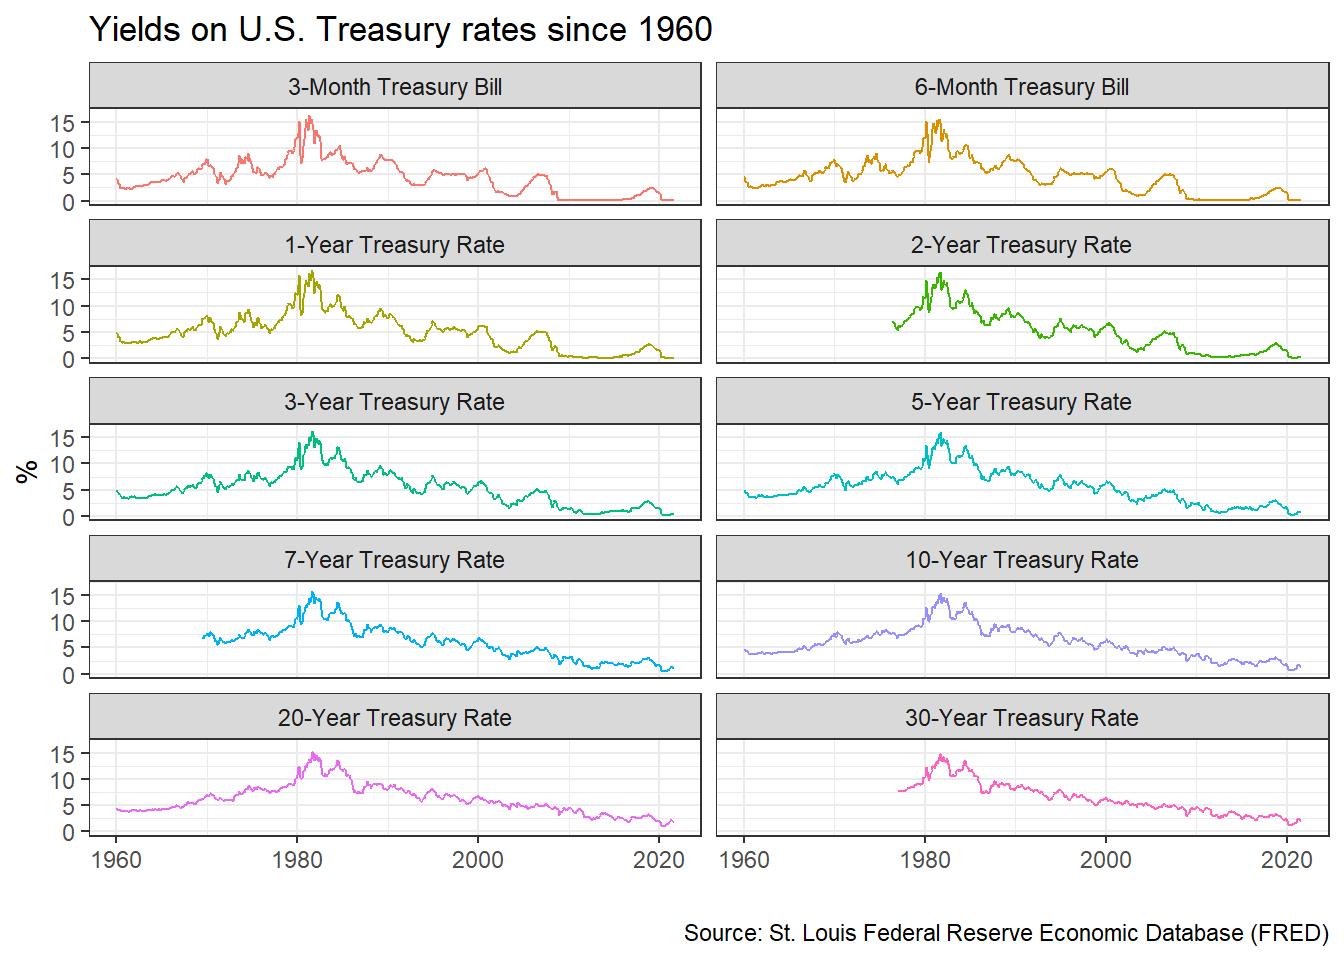 Yields on U.S. Treasury rates since 1960
3-Month Treasury Bill
6-Month Treasury Bill
15
10
5
0
1-Year Treasury Rate
2-Year Treasury Rate
15
10
5
0
3-Year Treasury Rate
5-Year Treasury Rate
15
10
5
0
%
7-Year Treasury Rate
10-Year Treasury Rate
15
10
5
0
20-Year Treasury Rate
30-Year Treasury Rate
15
10
5
0
1960 1980 2000 2020 1960 1980 2000 2020
Source: St. Louis Federal Reserve Economic Database (FRED)